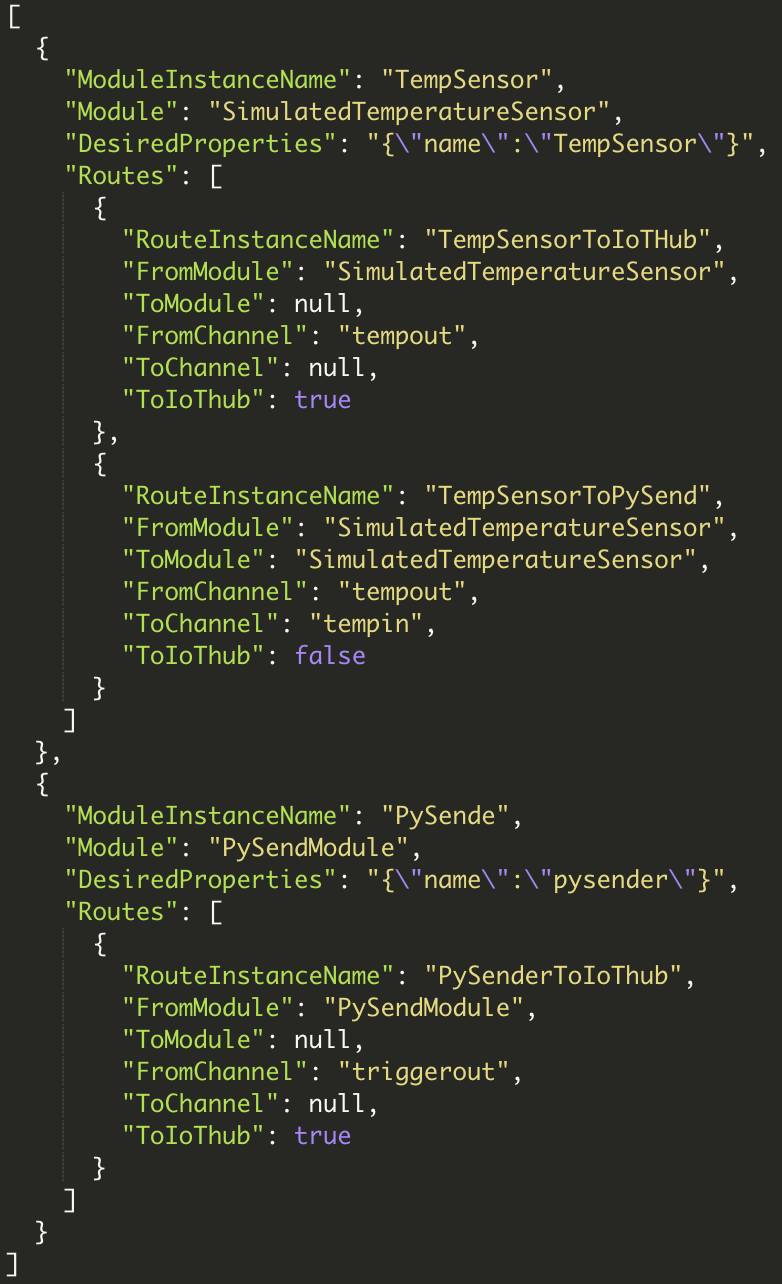 [
  {
    "ModuleInstanceName": "TempSensor",
    "Module": "SimulatedTemperatureSensor",
    "DesiredProperties": "{\"name\":\"TempSensor\"}",
    "Routes": [
      {
        "RouteInstanceName": "TempSensorToIoTHub",
        "FromModule": "SimulatedTemperatureSensor",
        "ToModule": null,
        "FromChannel": "tempout",
        "ToChannel": null,
        "ToIoThub": true
      },
      {
        "RouteInstanceName": "TempSensorToPySend",
        "FromModule": "SimulatedTemperatureSensor",
        "ToModule": "SimulatedTemperatureSensor",
        "FromChannel": "tempout",
        "ToChannel": "tempin",
        "ToIoThub": false
      }
    ]
  },
  {
    "ModuleInstanceName": "PySende",
    "Module": "PySendModule",
    "DesiredProperties": "{\"name\":\"pysender\"}",
    "Routes": [
      {
        "RouteInstanceName": "PySenderToIoThub",
        "FromModule": "PySendModule",
        "ToModule": null,
        "FromChannel": "triggerout",
        "ToChannel": null,
        "ToIoThub": true
      }
    ]
  }
]